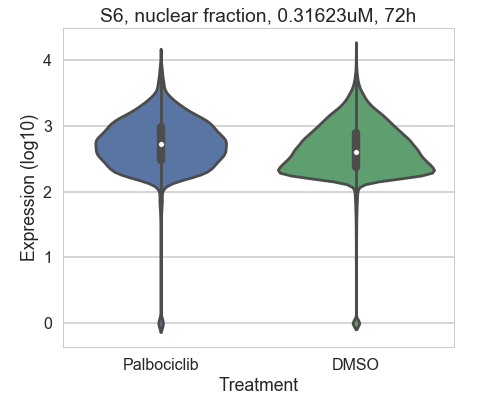 S6, nuclear fraction, 0.31623uM, 72h
Expression (log10)
4
3
2
1
0
Palbociclib DMSO
Treatment